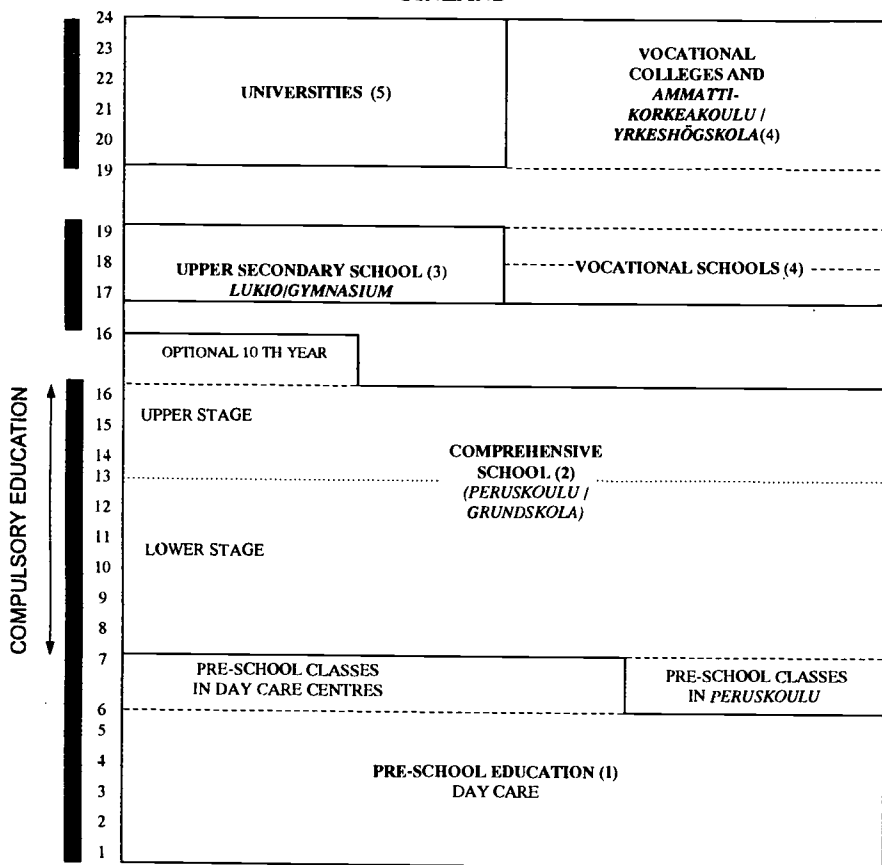 24
23
22
21
20
19
UNIVERSITIES (5)
VOCATIONAL
COLLEGES AND
AMMATTI-
KORKEAKOULU /
YRKESHÖGSKOLA(4)
19
18
17
UPPER SECONDARY SCHOOL (3)
LUKIO/GYMNASIUM
VOCATIONAL SCHOOLS (4)
16
OPTIONAL 10 TH YEAR
COMPULSORY EDUCATION
16
15
14
13
12
11
10
9
8
7
UPPER STAGE
COMPREHENSIVE
SCHOOL (2)
(PERUSKOULU /
GRUNDSKOLA)
LOWER STAGE
PRE-SCHOOL CLASSES
IN DAY CARE CENTRES
PRE-SCHOOL CLASSES
IN PERUSKOULU
6
5
4
3
2
1
PRE-SCHOOL EDUCATION (1)
DAY CARE